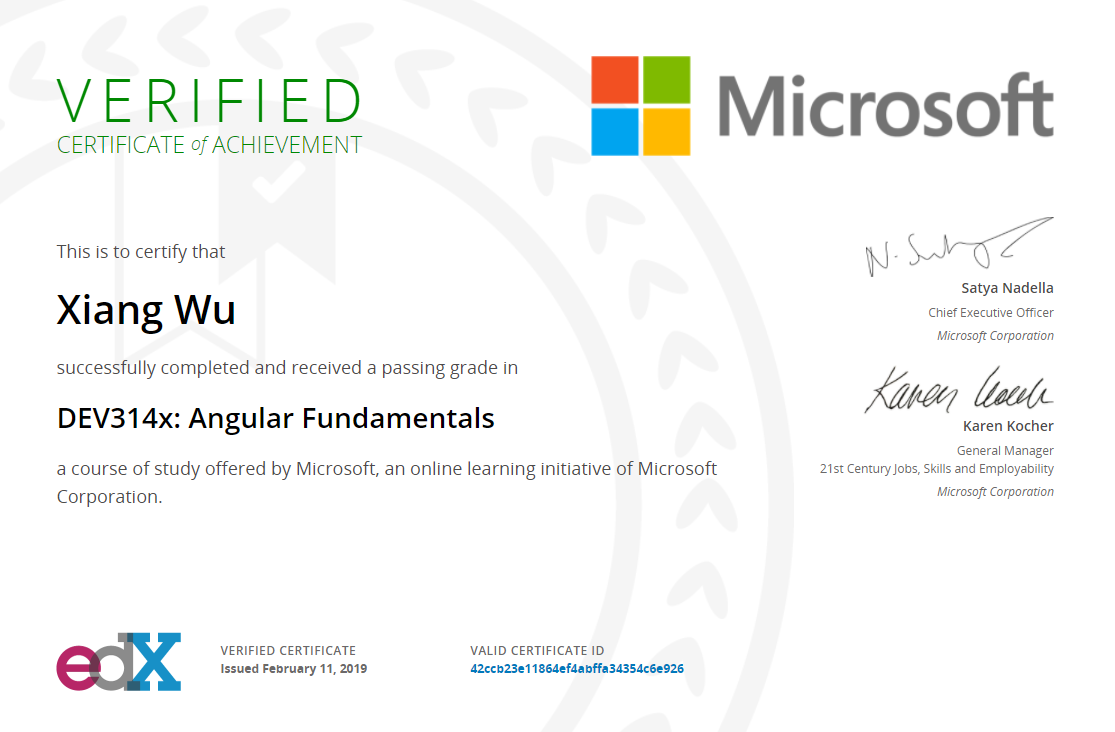 VERIFIED
CERTIFICATE of ACHIEVEMENT
Microsoft
This is to certify that
Xiang Wu
successfully completed and received a passing grade in
DEV314x: Angular Fundamentals
a course of study offered by Microsoft, an online learning initiative of Microsoft
Corporation.
N. Satya
Satya Nadella
Chief Executive Officer
Microsoft Corporation
Karen Kocher
Karen Kocher
General Manager
21st Century Jobs, Skills and Employability
Microsoft Corporation
edX
VERIFIED CERTIFICATE
Issued February 11, 2019
VALID CERTIFICATE ID
42ccb23e11864ef4abffa34354c6e926